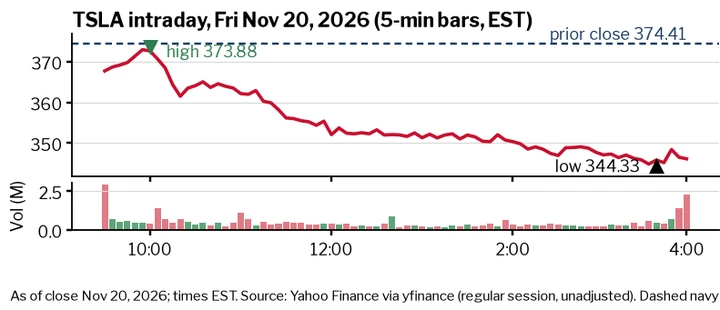 TSLA intraday, Fri Nov 20, 2026 (5-min bars, EST)
prior close 374.41
high 373.88
370
360
350
low 344.33
Vol (M)
2.5
0.0
10:00
12:00
2:00
4:00
As of close Nov 20, 2026; times EST. Source: Yahoo Finance via yfinance (regular session, unadjusted). Dashed navy